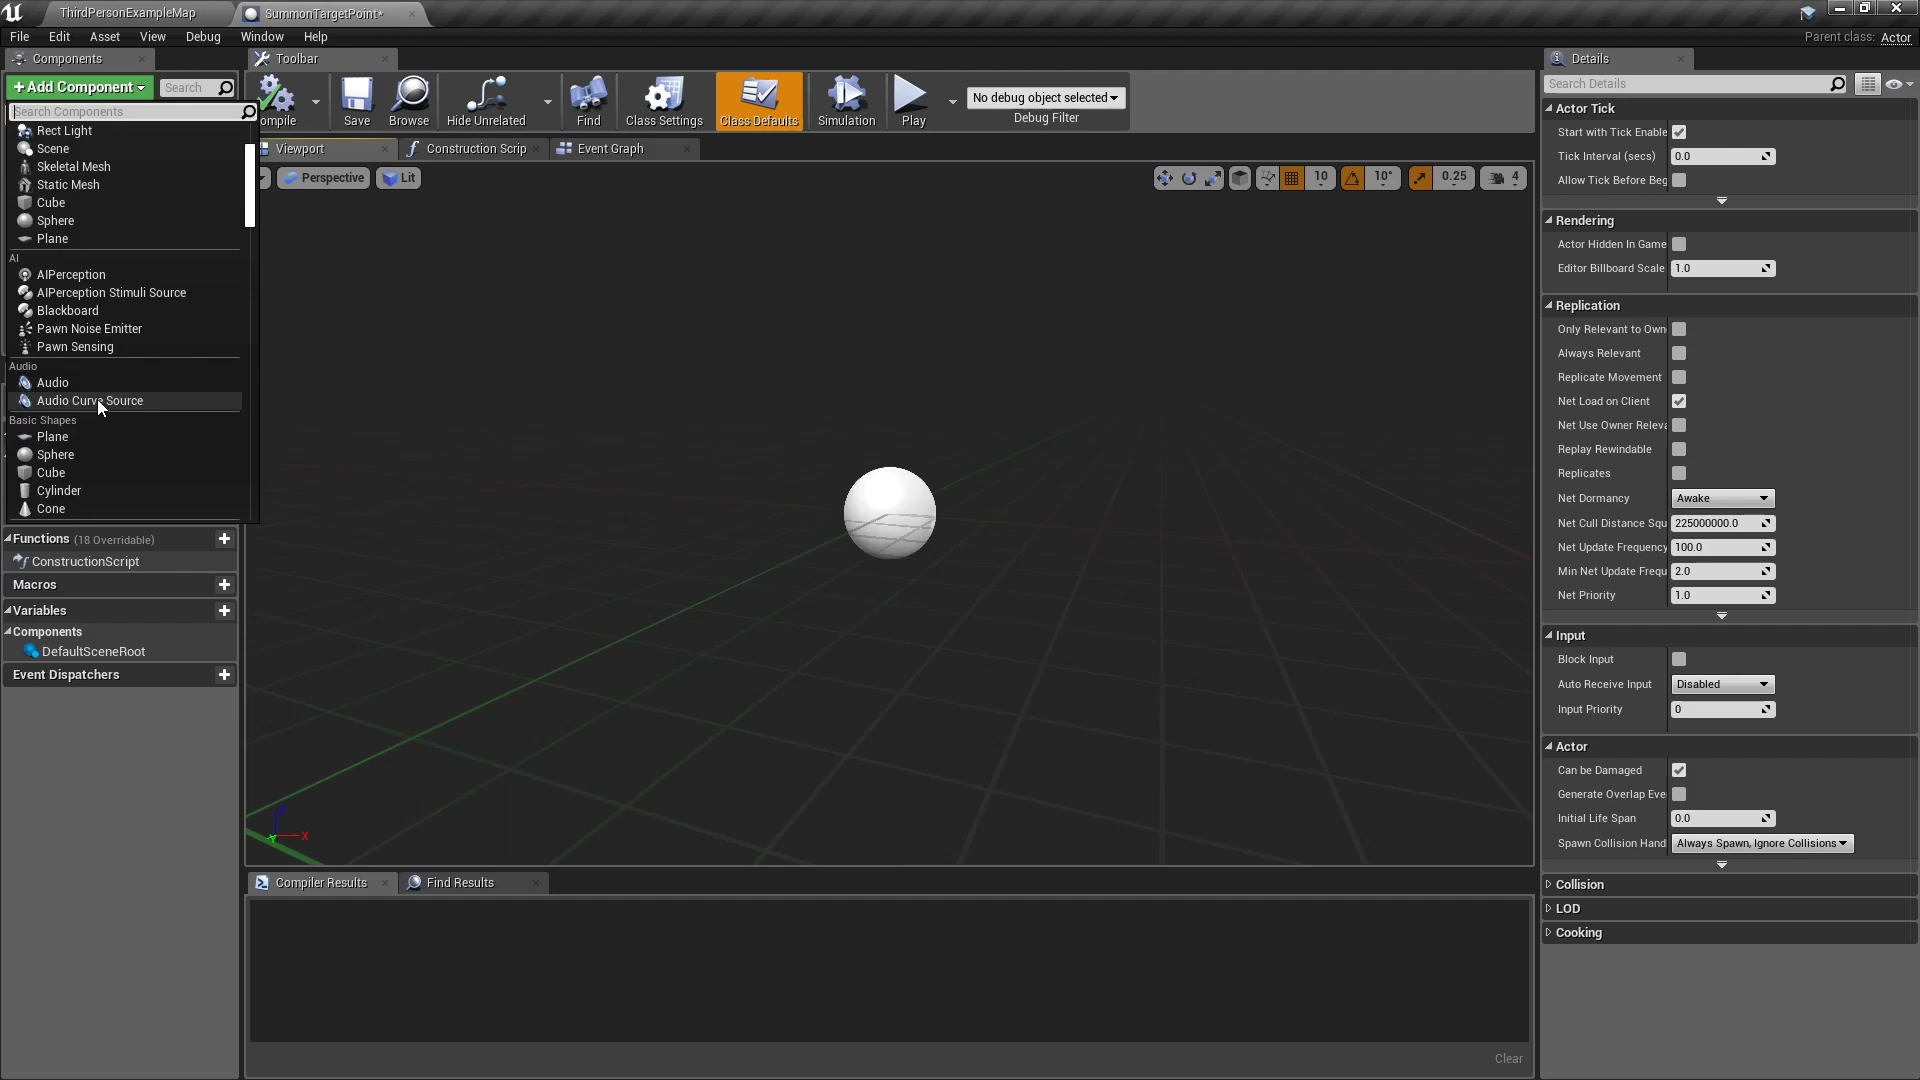 ThirdPersonExampleMap
SummonTargetPoint*
File Edit Asset View Debug Window Help
Parent class: Actor
Components
Toolbar
Details
+Add Component
Search
Search Components
Rect Light
Scene
Skeletal Mesh
Static Mesh
Cube
Sphere
Plane
AI
AIPerception
AIPerception Stimuli Source
Blackboard
Pawn Noise Emitter
Pawn Sensing
Audio
Audio
Audio Curve Source
Basic Shapes
Plane
Sphere
Cube
Cylinder
Cone
Functions (18 Overridable)
ConstructionScript
Macros
Variables
Components
DefaultSceneRoot
Event Dispatchers
ompile
Save
Browse
Hide Unrelated
Find
Class Settings
Class Defaults
Simulation
Play
No debug object selected
Debug Filter
Viewport
Construction Scrip
Event Graph
Perspective
Lit
10
10°
0.25
4
X
Y
Compiler Results
Find Results
Clear
Search Details
Actor Tick
Start with Tick Enable
Tick Interval (secs) 0.0
Allow Tick Before Beg
Rendering
Actor Hidden In Game
Editor Billboard Scale 1.0
Replication
Only Relevant to Own
Always Relevant
Replicate Movement
Net Load on Client
Net Use Owner Releva
Replay Rewindable
Replicates
Net Dormancy Awake
Net Cull Distance Squ 225000000.0
Net Update Frequency 100.0
Min Net Update Frequ 2.0
Net Priority 1.0
Input
Block Input
Auto Receive Input Disabled
Input Priority 0
Actor
Can be Damaged
Generate Overlap Eve
Initial Life Span 0.0
Spawn Collision Hand Always Spawn, Ignore Collisions
Collision
LOD
Cooking